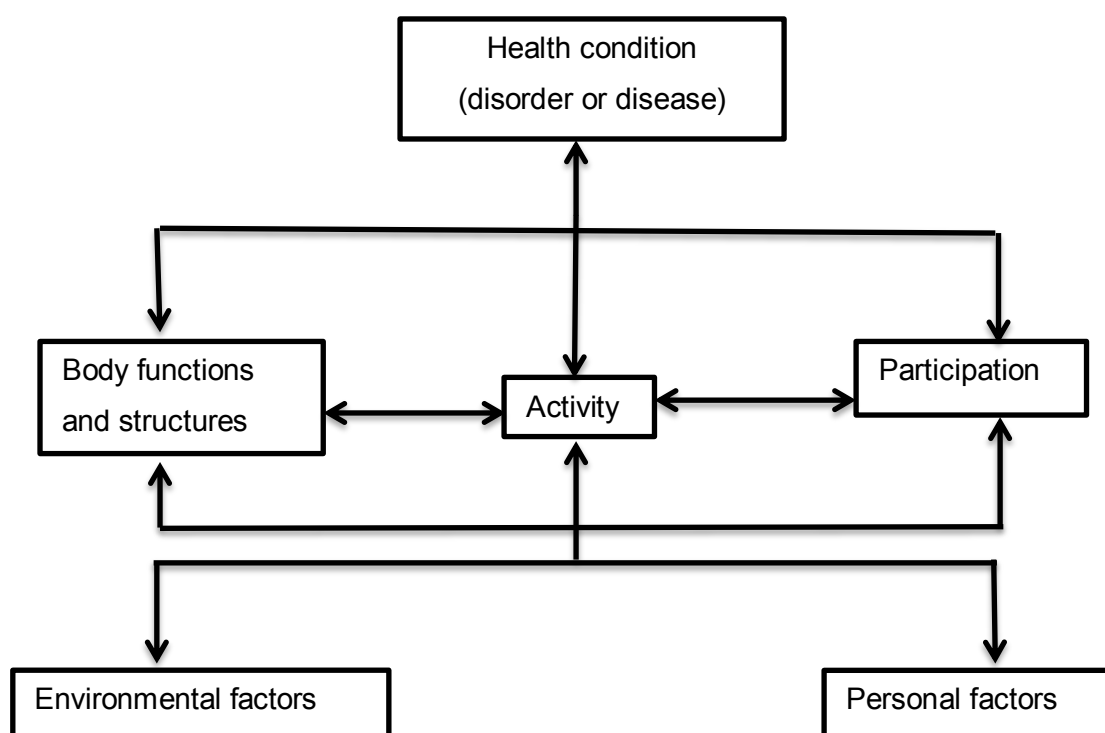 Health condition
(disorder or disease)
Body functions
and structures
Activity
Participation
Environmental factors
Personal factors